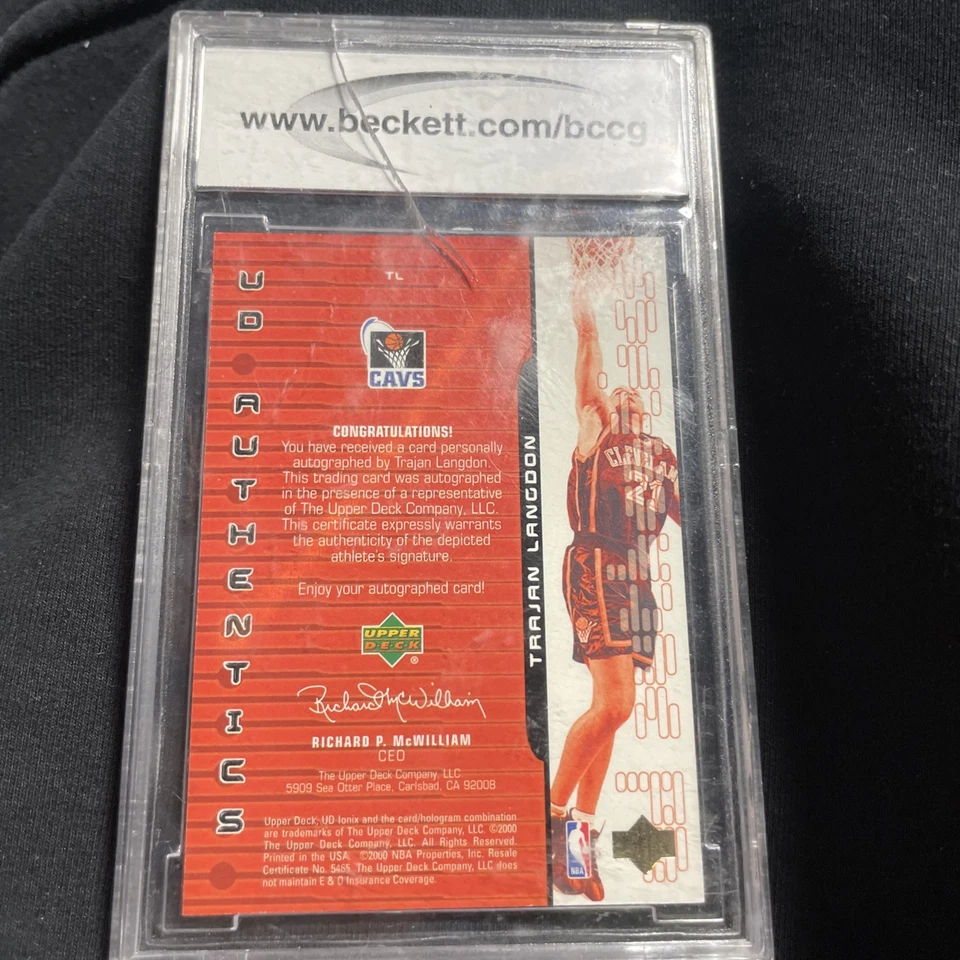 www.beckett.com/bccg
UD AUTHENTICS
TL
CAVS
CONGRATULATIONS!
You have received a card personally
autographed by Trajan Langdon.
This trading card was autographed
in the presence of a representative
of The Upper Deck Company, LLC.
This certificate expressly warrants
the authenticity of the depicted
athlete's signature.
Enjoy your autographed card!
UPPER
DECK
®
Richard P. McWilliam
RICHARD P. McWILLIAM
CEO
The Upper Deck Company, LLC
5909 Sea Otter Place, Carlsbad, CA 92008
Upper Deck, UD Ionix and the card/hologram combination
are trademarks of The Upper Deck Company, LLC. ©2000
The Upper Deck Company, LLC. All Rights Reserved.
Printed in the USA. ©2000 NBA Properties, Inc. Resale
Certificate No. 5465. The Upper Deck Company, LLC does
not maintain E & O Insurance Coverage.
TRAJAN LANGDON
21
NBA